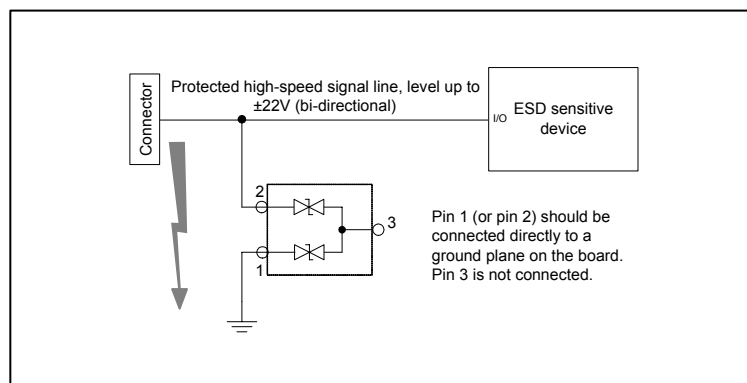 Connector
Protected high-speed signal line, level up to
±22V (bi-directional)
I/O
ESD sensitive
device
2
3
1
Pin 1 (or pin 2) should be
connected directly to a
ground plane on the board.
Pin 3 is not connected.